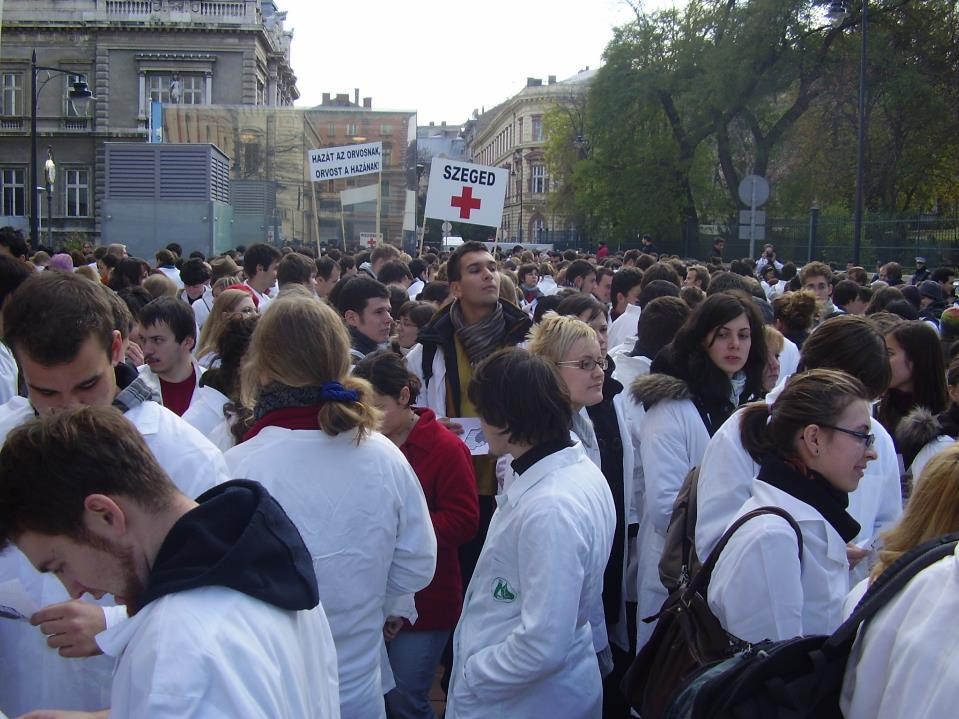 HAZÁT AZ ORVOSNAK,
ORVOST A HAZÁNAK!
SZEGED